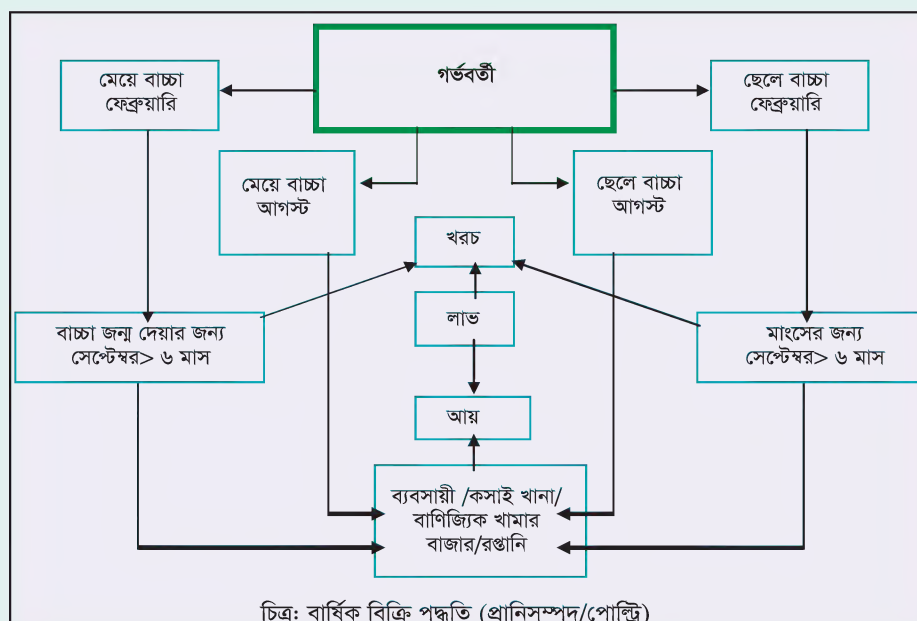 গর্ভবর্তী
মেয়ে বাচ্চা
ফেব্রুয়ারি
ছেলে বাচ্চা
ফেব্রুয়ারি
মেয়ে বাচ্চা
আগস্ট
ছেলে বাচ্চা
আগস্ট
খরচ
লাভ
বাচ্চা জন্ম দেয়ার জন্য
সেপ্টেম্বর> ৬ মাস
মাংসের জন্য
সেপ্টেম্বর> ৬ মাস
আয়
ব্যবসায়ী /কসাই খানা/
বাণিজ্যিক খামার
বাজার/রপ্তানি
চিত্র: বার্ষিক বিক্রি পদ্ধতি (প্রানিসম্পদ/পোল্ট্রি)